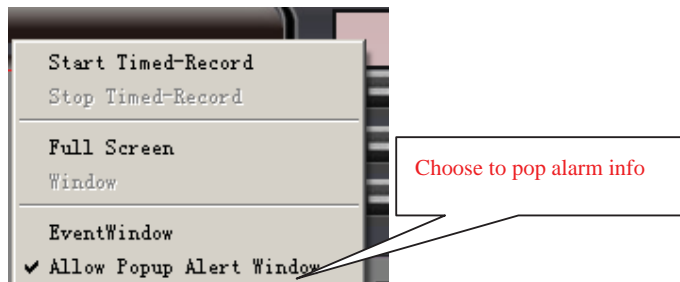 Start Timed-Record
Stop Timed-Record
Full Screen
Window
Choose to pop alarm info
EventWindow
Allow Popup Alert Window